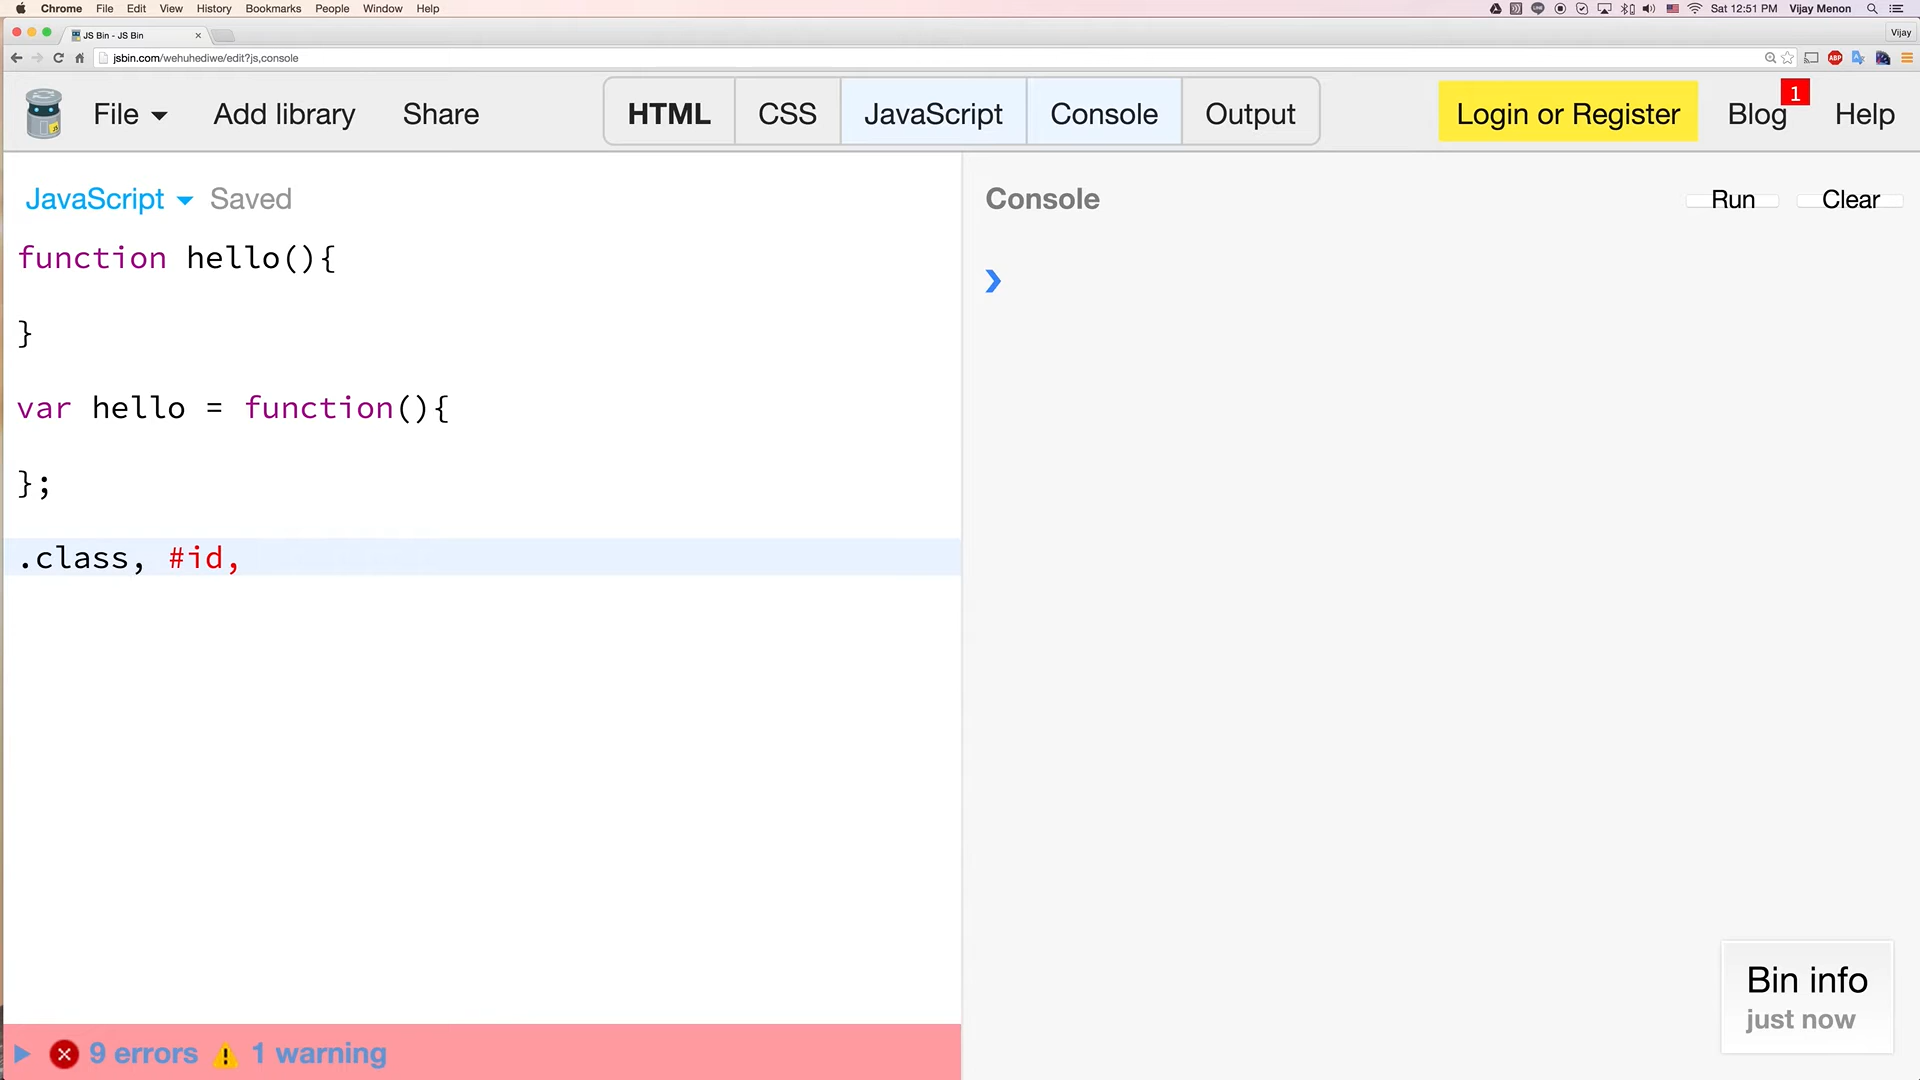 Chrome File Edit View History Bookmarks People Window Help Sat 12:51 PM Vijay Menon
JS Bin - JS Bin Vijay
jsbin.com/wehuhediwe/edit?js,console ABP
File Add library Share HTML CSS JavaScript Console Output Login or Register Blog 1 Help
JavaScript Saved Console Run Clear
function hello(){
}
var hello = function(){
};
.class, #id,
Bin info
just now
9 errors 1 warning